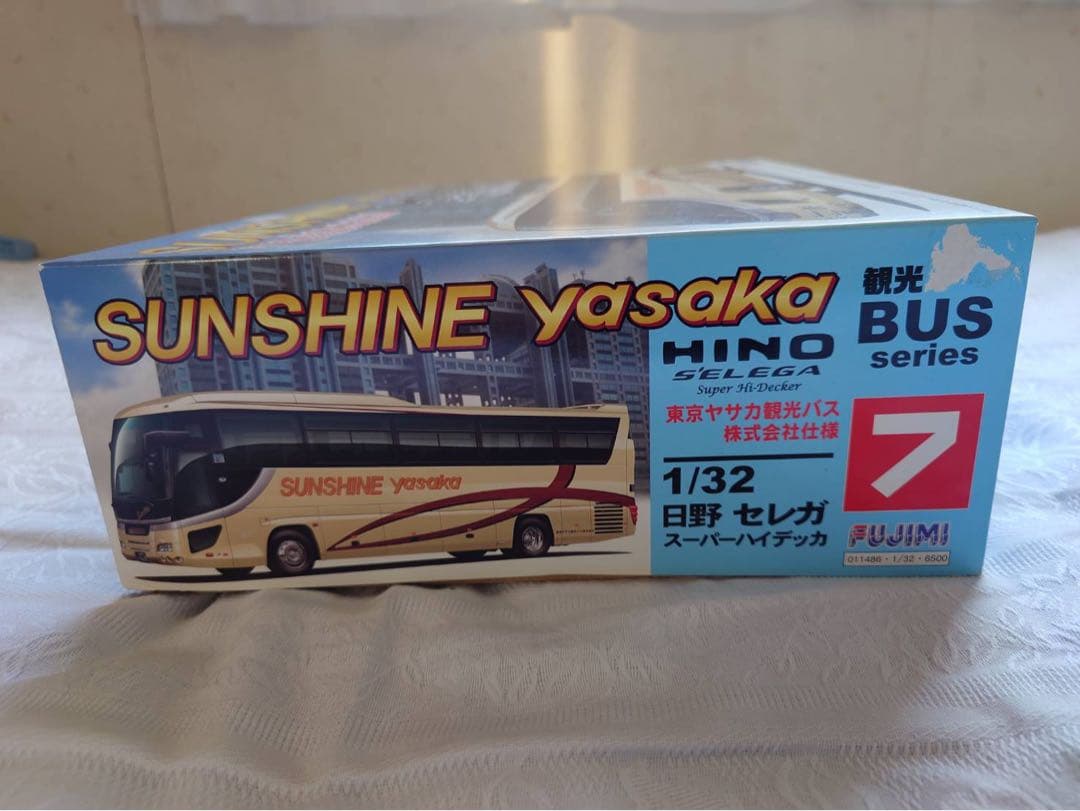 SUNSHINE yasaka
SUNSHINE yasaka
HINO
S'ELEGA
Super Hi-Decker
東京ヤサカ観光バス
株式会社仕様
1/32
日野 セレガ
スーパーハイデッカ
観光
BUS
series
フ
FUJIMI
011486・1/32・6500